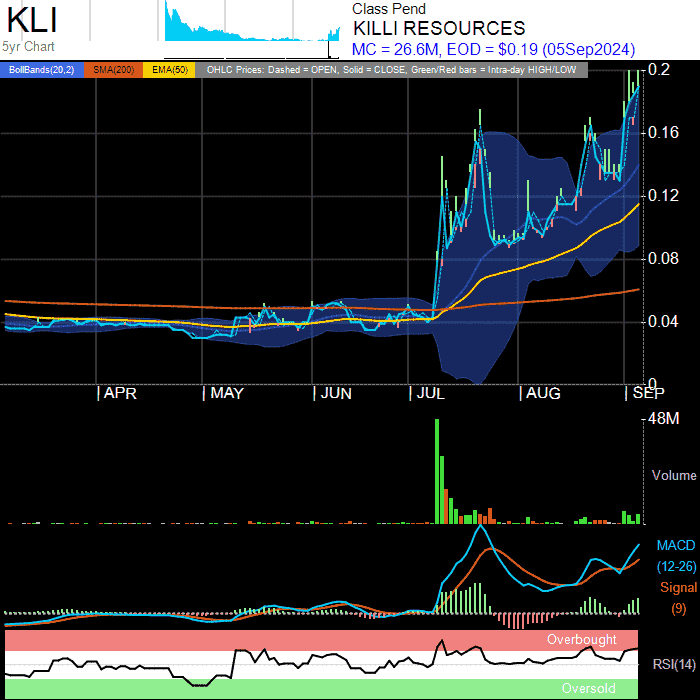 KLI
5yr Chart
Class Pend
KILLI RESOURCES
MC = 26.6M, EOD = $0.19 (05Sep2024)
BollBands(20,2) SMA(200) EMA(50) OHLC Prices: Dashed = OPEN, Solid = CLOSE, Green/Red bars = Intra-day HIGH/LOW
0.2
0.16
0.12
0.08
0.04
0
APR MAY JUN JUL AUG SEP
48M
Volume
MACD
(12-26)
Signal
(9)
Overbought
RSI(14)
Oversold